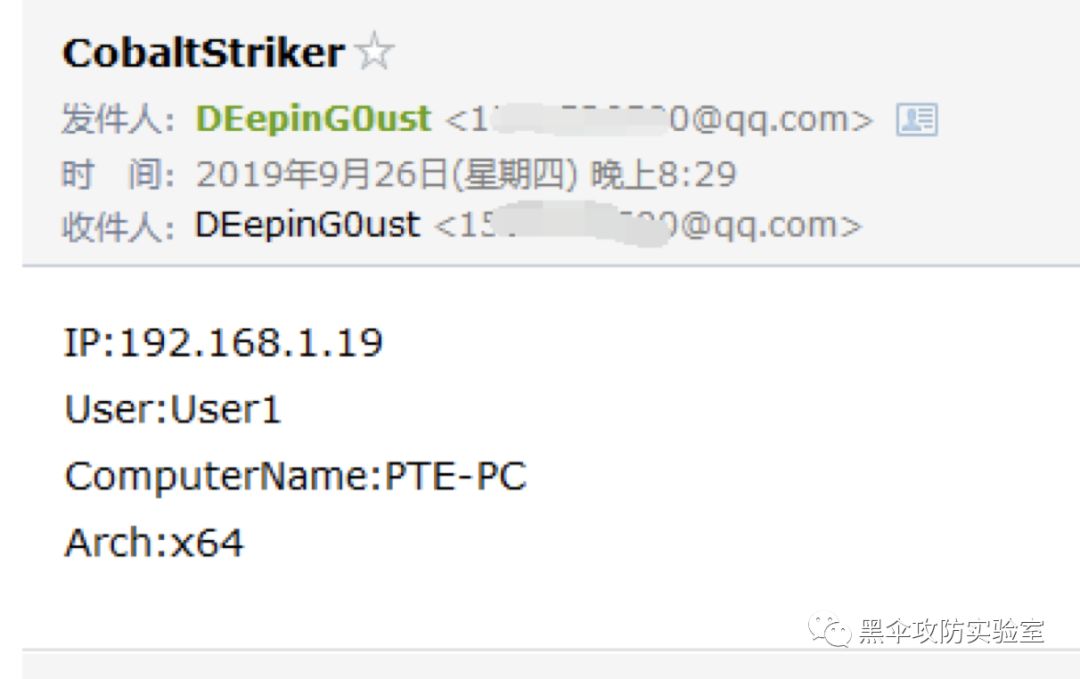 CobaltStriker
发件人: DEepinG0ust <1 0@qq.com>
时 间: 2019年9月26日(星期四) 晚上8:29
收件人: DEepinG0ust <15 0@qq.com>
IP:192.168.1.19
User:User1
ComputerName:PTE-PC
Arch:x64
黑伞攻防实验室